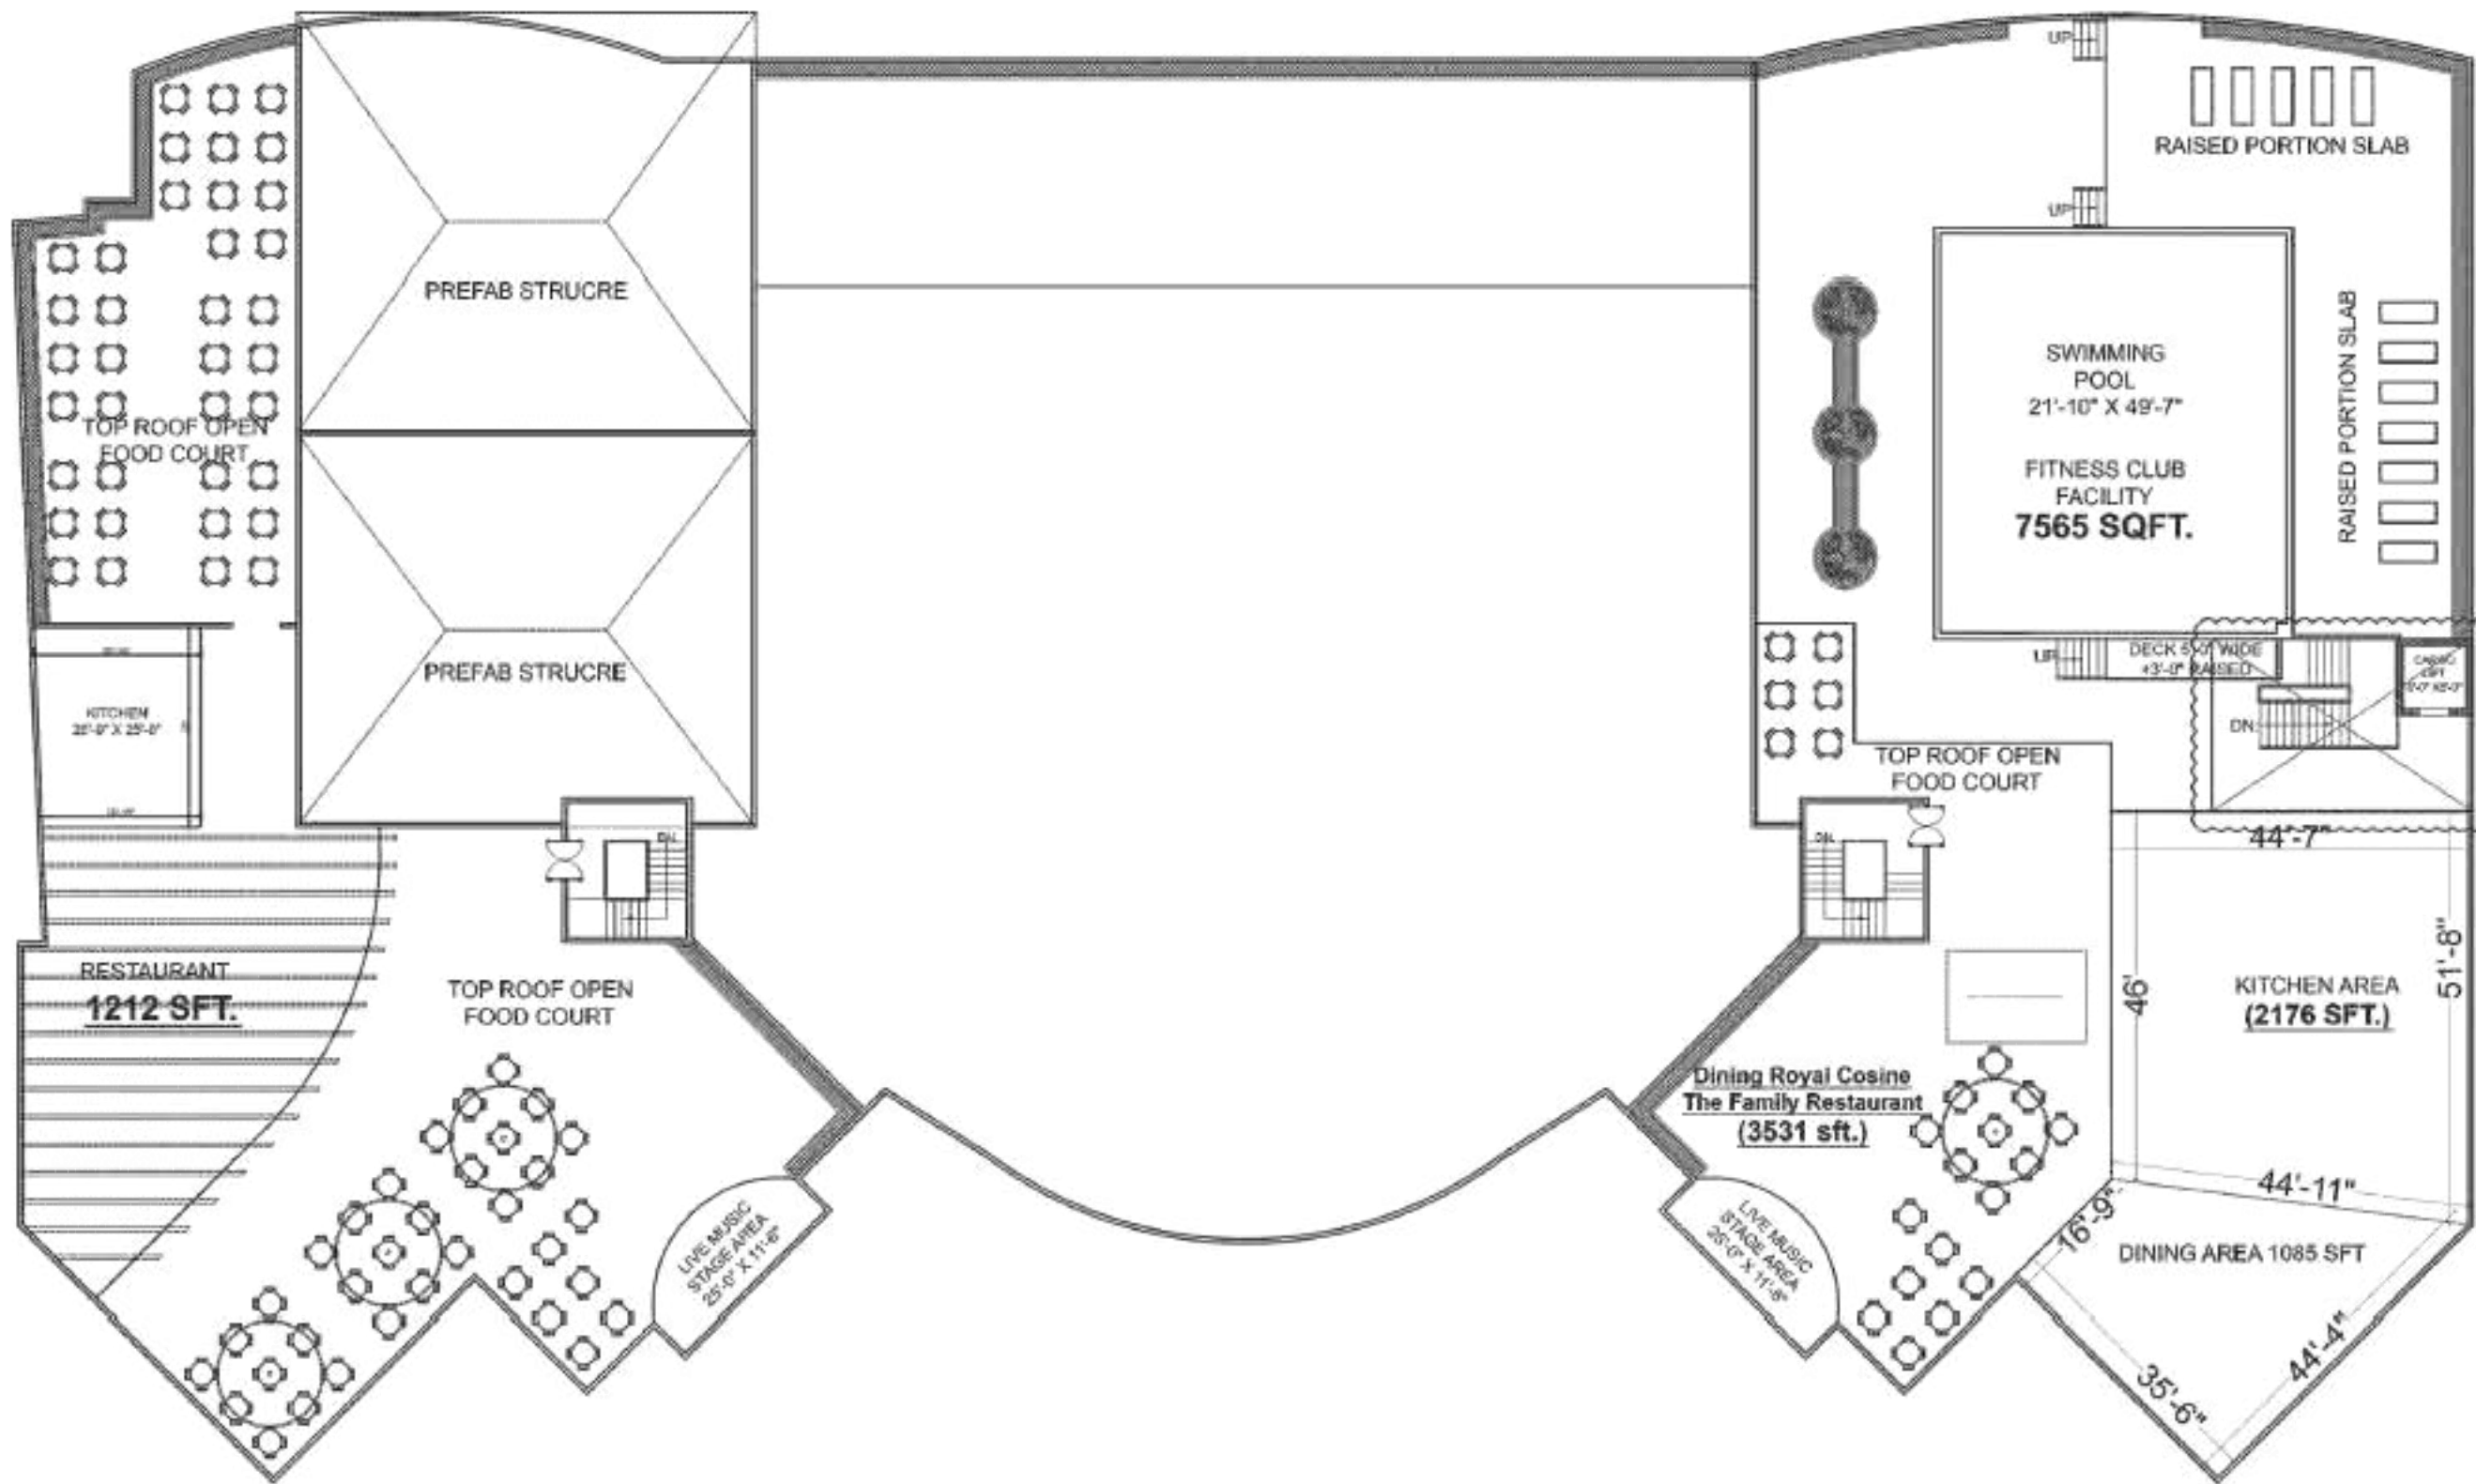 UP
RAISED PORTION SLAB
UP
PREFAB STRUCRE
RAISED PORTION SLAB
SWIMMING
POOL
21'-10" X 49'-7"
FITNESS CLUB
FACILITY
7565 SQFT.
TOP ROOF OPEN
FOOD COURT
PREFAB STRUCRE
UP
DECK 5'-0" WIDE
+3'-0" RAISED
DN.
KITCHEN
TOP ROOF OPEN
FOOD COURT
DN.
DN.
44'-7"
51'-8"
46'
RESTAURANT
1212 SFT.
TOP ROOF OPEN
FOOD COURT
KITCHEN AREA
(2176 SFT.)
Dining Royal Cosine
The Family Restaurant
(3531 sft.)
44'-11"
16'-9"
LIVE MUSIC
STAGE AREA
25'-0" X 11'-6"
LIVE MUSIC
STAGE AREA
DINING AREA 1085 SFT
44'-4"
35'-6"